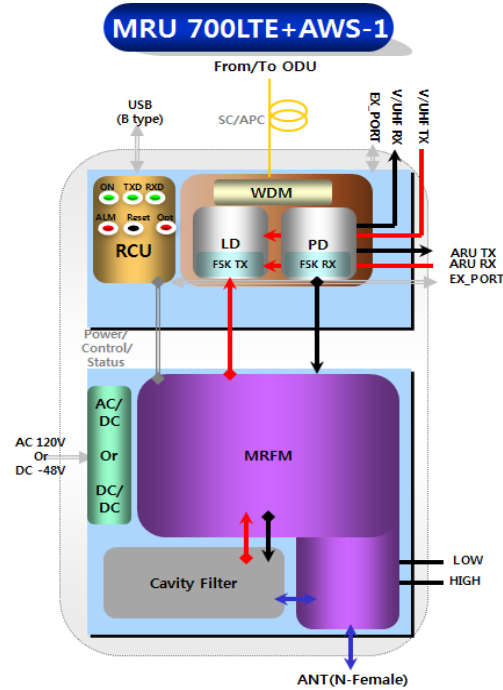 MRU 700LTE+AWS-1
From/To ODU
USB
(B type)
SC/APC
EX_PORT
V/UHF RX
V/UHF TX
WDM
ON TXD RXD
ALM Reset Opt
RCU
LD
PD
FSK TX
FSK RX
ARU TX
ARU RX
EX_PORT
Power/
Control/
Status
AC/
DC
Or
DC/
DC
AC 120V
Or
DC -48V
MRFM
Cavity Filter
LOW
HIGH
ANT(N-Female)